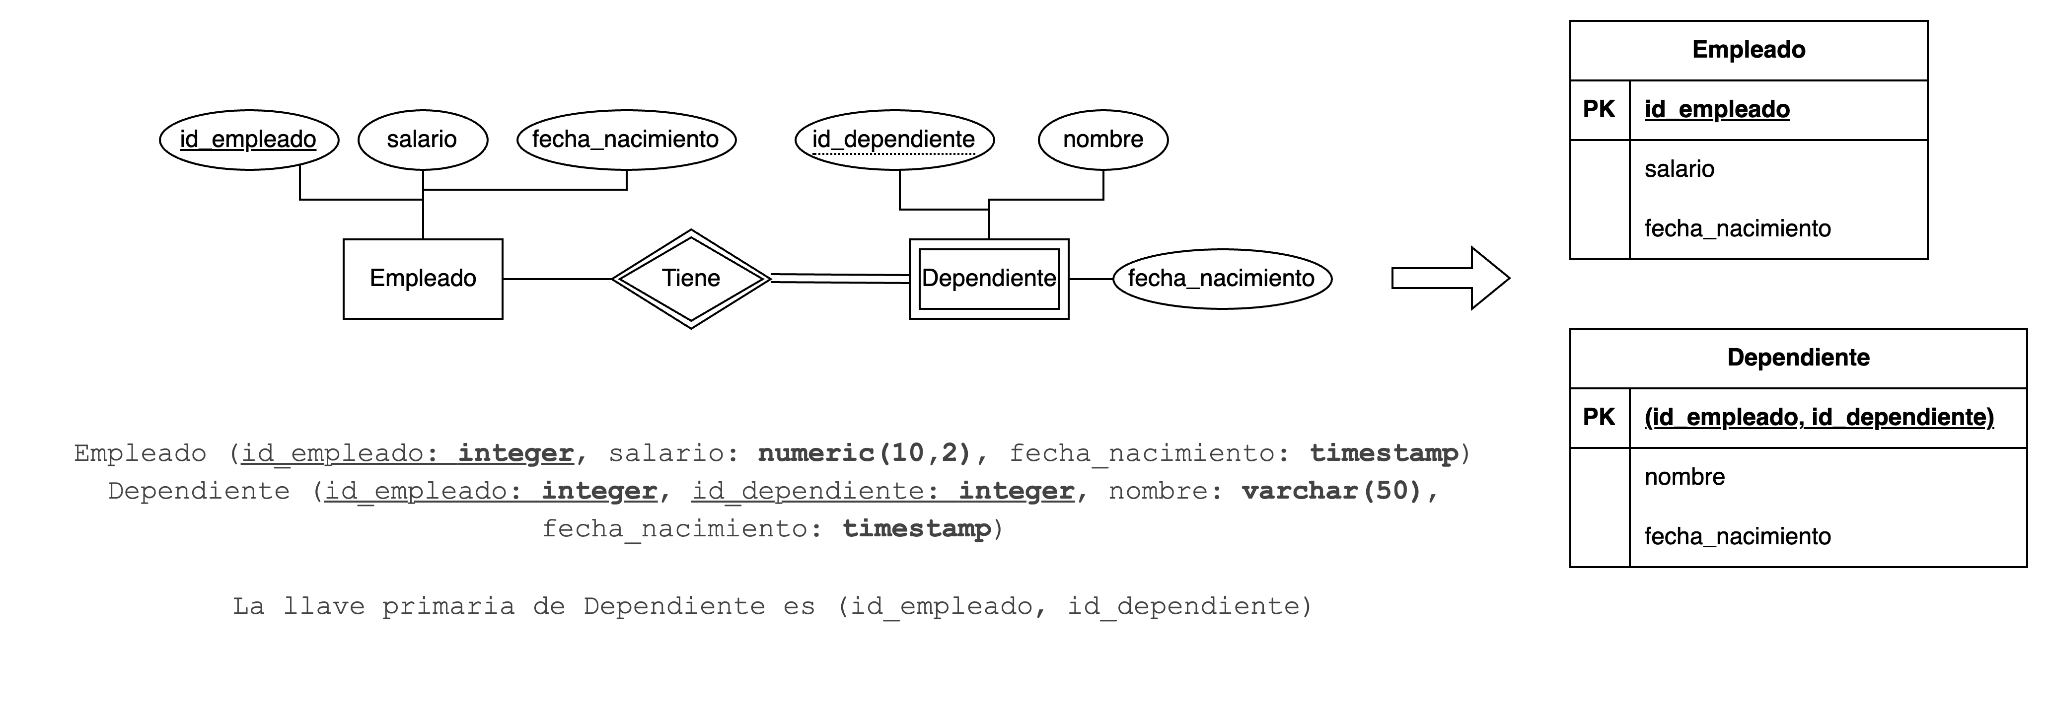 id_empleado
salario
fecha_nacimiento
id_dependiente
nombre
Empleado
Tiene
Dependiente
fecha_nacimiento
Empleado
PK id_empleado
salario
fecha_nacimiento
Dependiente
PK (id_empleado, id_dependiente)
nombre
fecha_nacimiento
Empleado (id_empleado: integer, salario: numeric(10,2), fecha_nacimiento: timestamp)
Dependiente (id_empleado: integer, id_dependiente: integer, nombre: varchar(50),
fecha_nacimiento: timestamp)
La llave primaria de Dependiente es (id_empleado, id_dependiente)